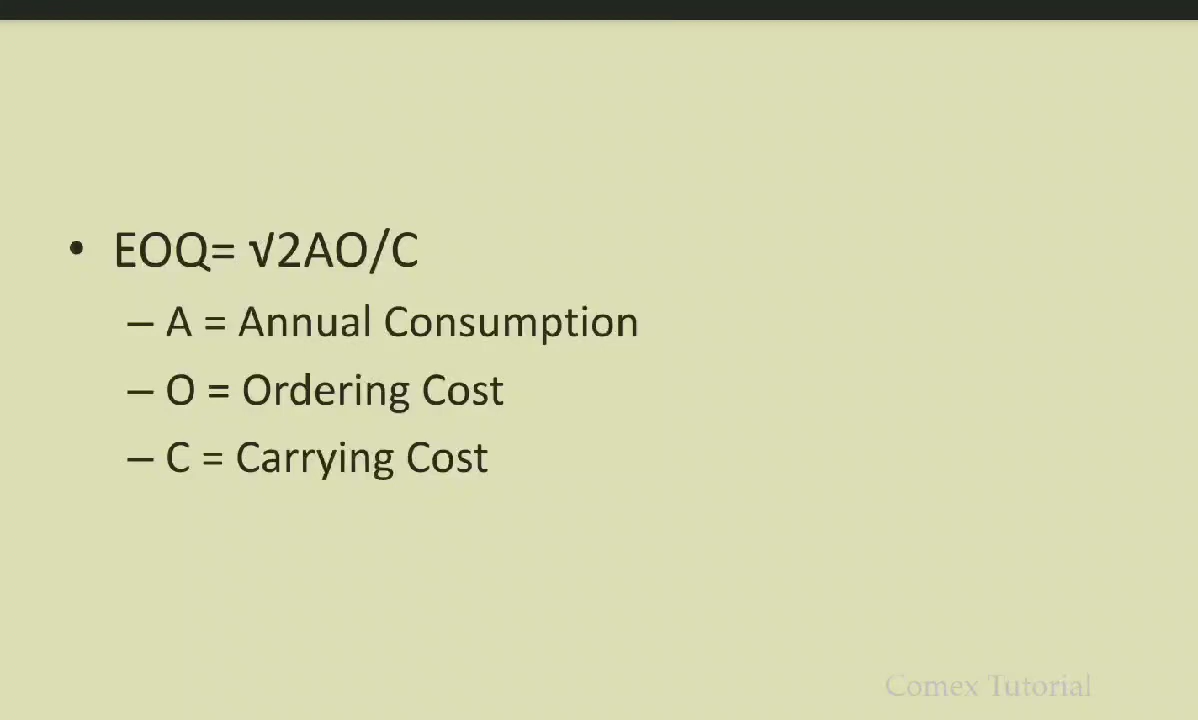 • EOQ= √2AO/C
– A = Annual Consumption
– O = Ordering Cost
– C = Carrying Cost
Comex Tutorial